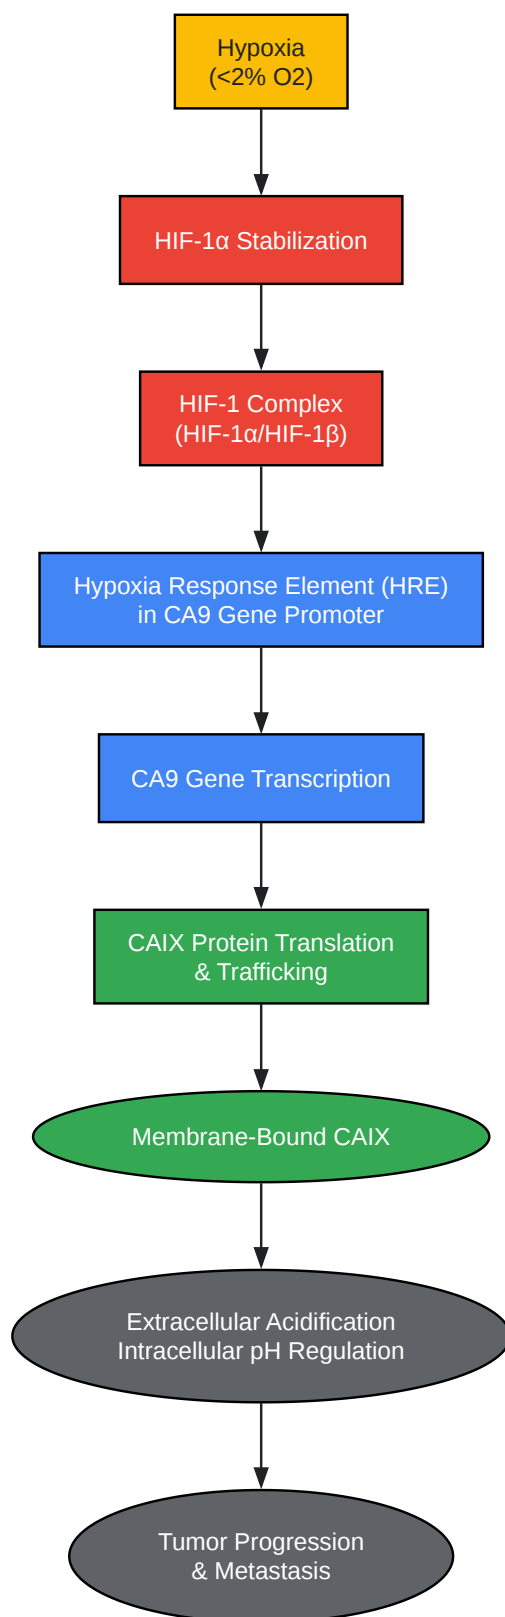 Hypoxia
(<2% O2)
HIF-1α Stabilization
HIF-1 Complex
(HIF-1α/HIF-1β)
Hypoxia Response Element (HRE)
in CA9 Gene Promoter
CA9 Gene Transcription
CAIX Protein Translation
& Trafficking
Membrane-Bound CAIX
Extracellular Acidification
Intracellular pH Regulation
Tumor Progression
& Metastasis